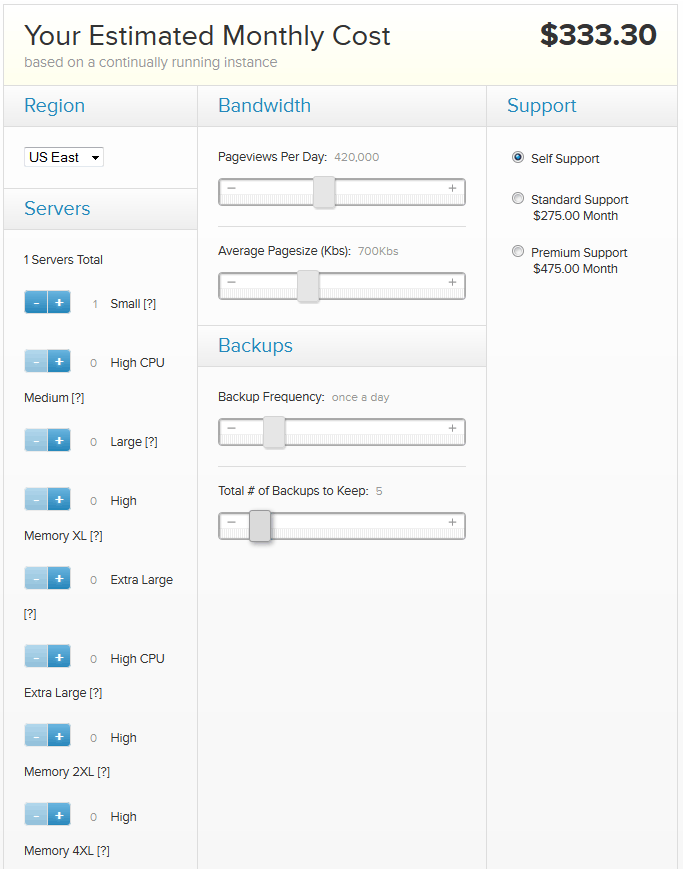 Your Estimated Monthly Cost
$333.30
based on a continually running instance
Region
US East
Servers
1 Servers Total
- + 1 Small [?]
- + 0 High CPU
Medium [?]
- + 0 Large [?]
- + 0 High
Memory XL [?]
- + 0 Extra Large
[?]
- + 0 High CPU
Extra Large [?]
- + 0 High
Memory 2XL [?]
- + 0 High
Memory 4XL [?]
Bandwidth
Pageviews Per Day: 420,000
- +
Average Pagesize (Kbs): 700Kbs
- +
Backups
Backup Frequency: once a day
- +
Total # of Backups to Keep: 5
- +
Support
Self Support
Standard Support
$275.00 Month
Premium Support
$475.00 Month